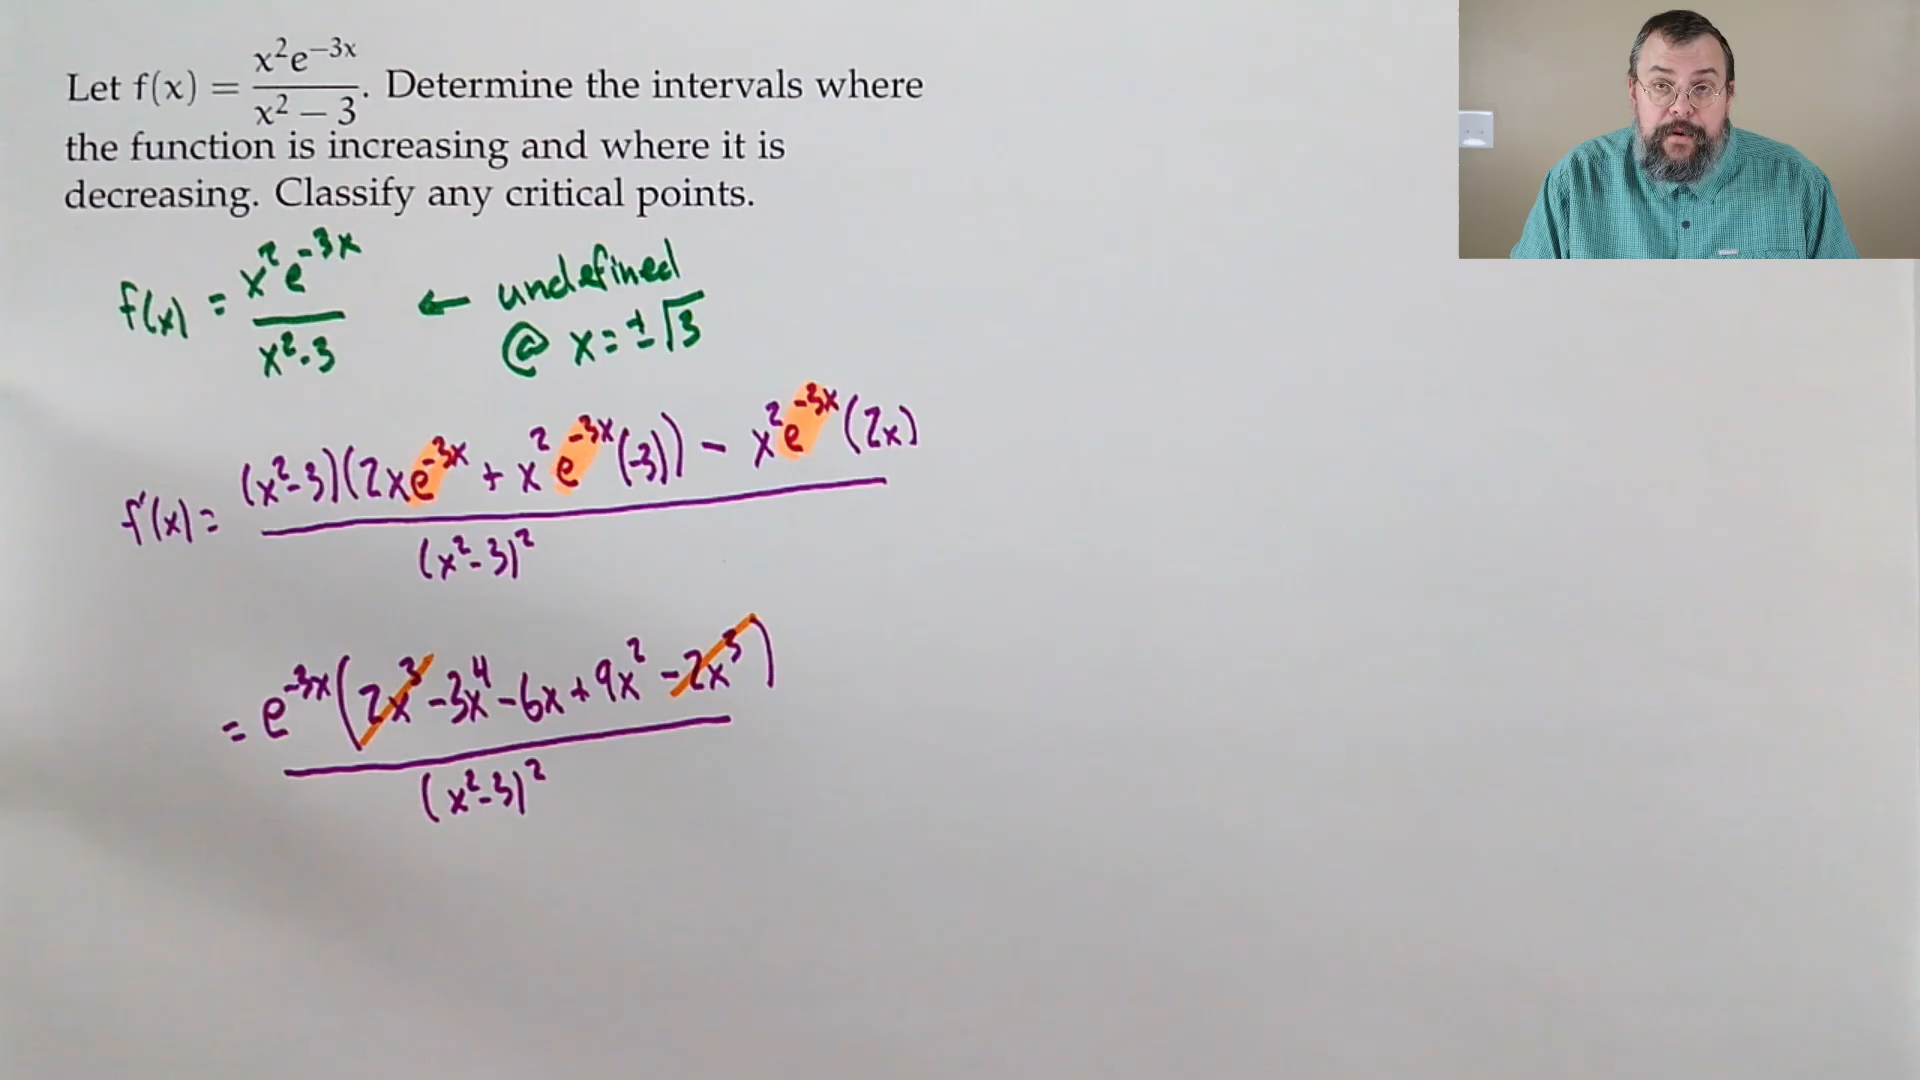 Let f(x) = x²e⁻³ˣ / x² − 3. Determine the intervals where
the function is increasing and where it is
decreasing. Classify any critical points.
f(x) = x²e⁻³ˣ / x²-3 ← undefined
@ x = ±√3
f'(x) = (x²-3)(2xe⁻³ˣ + x²e⁻³ˣ(-3)) - x²e⁻³ˣ(2x) / (x²-3)²
= e⁻³ˣ(2x³ - 3x⁴ - 6x + 9x² - 2x³) / (x²-3)²